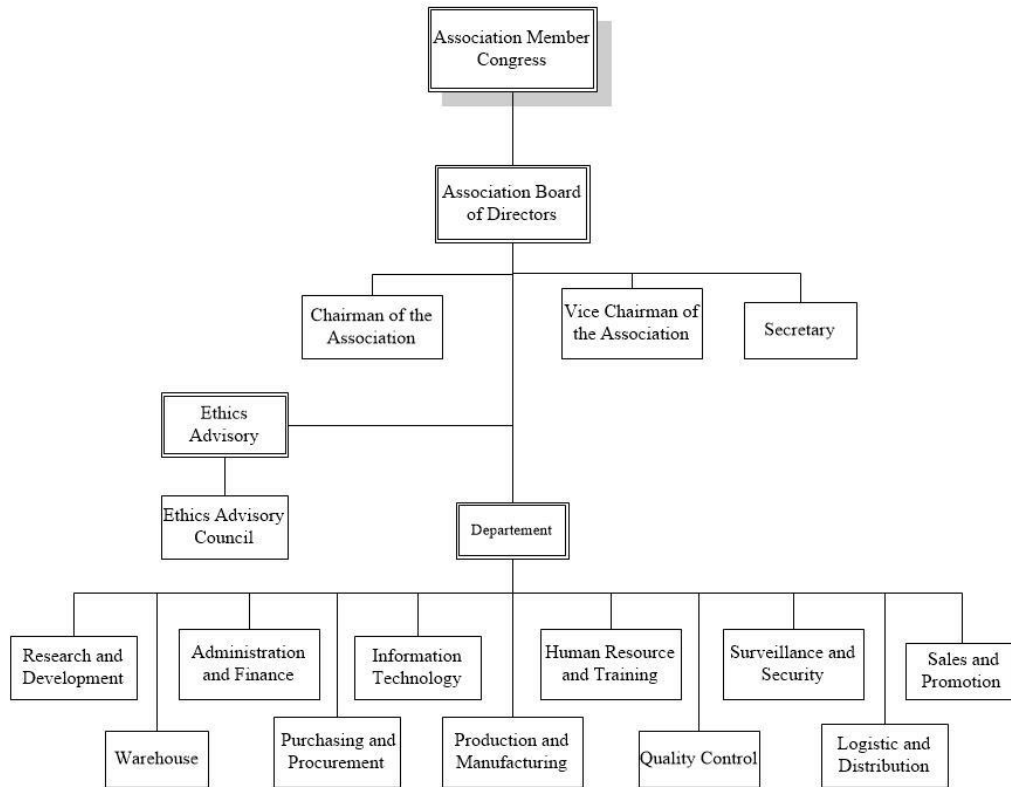 Association Member
Congress
Association Board
of Directors
Chairman of the
Association
Vice Chairman of
the Association
Secretary
Ethics
Advisory
Ethics Advisory
Council
Departement
Research and
Development
Administration
and Finance
Information
Technology
Human Resource
and Training
Surveillance and
Security
Sales and
Promotion
Warehouse
Purchasing and
Procurement
Production and
Manufacturing
Quality Control
Logistic and
Distribution